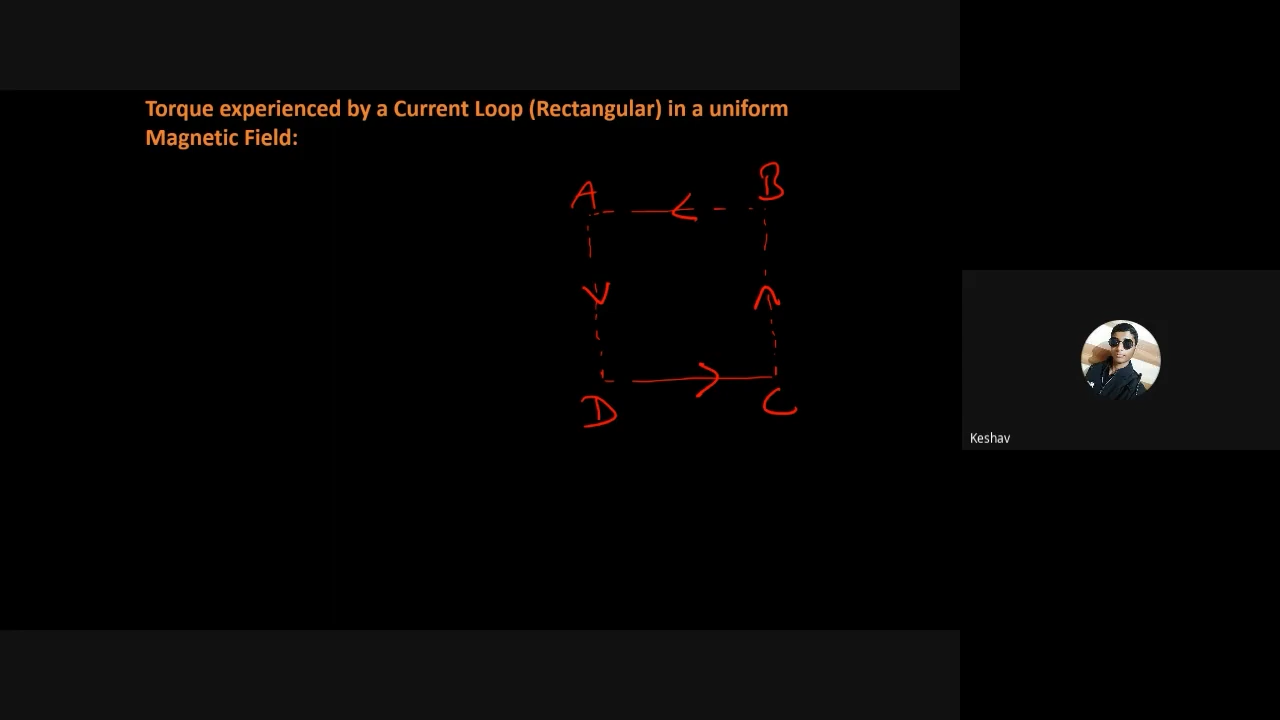 Torque experienced by a Current Loop (Rectangular) in a uniform
Magnetic Field:
A
B
D
C
Keshav